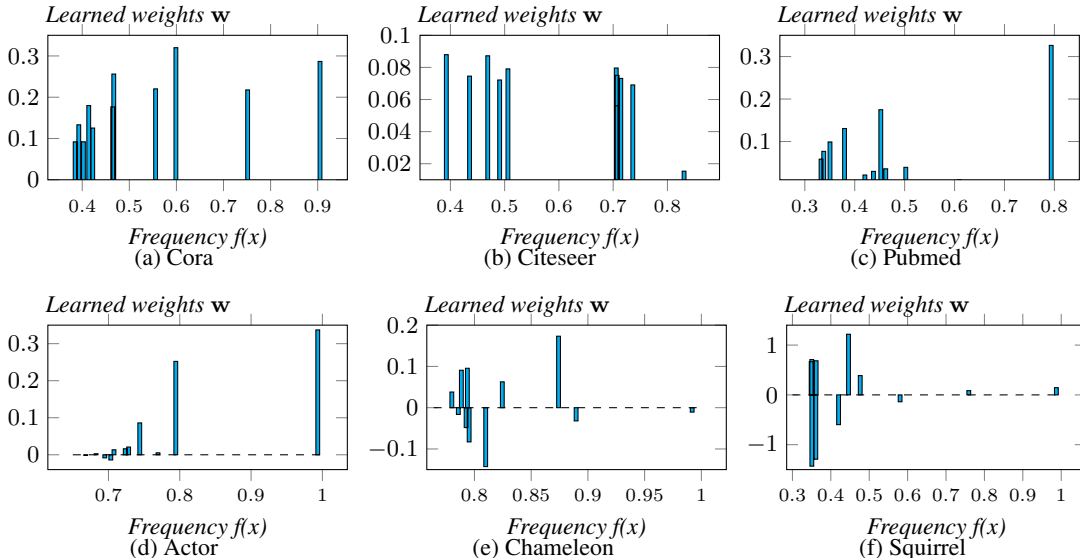 Learned weights w
0.3
0.2
0.1
0
0.4 0.5 0.6 0.7 0.8 0.9
Frequency f(x)
(a) Cora
Learned weights w
0.1
0.08
0.06
0.04
0.02
0.4 0.5 0.6 0.7 0.8
Frequency f(x)
(b) Citeseer
Learned weights w
0.3
0.2
0.1
0.3 0.4 0.5 0.6 0.7 0.8
Frequency f(x)
(c) Pubmed
Learned weights w
0.3
0.2
0.1
0
0.7 0.8 0.9 1
Frequency f(x)
(d) Actor
Learned weights w
0.2
0.1
0
−0.1
0.8 0.85 0.9 0.95 1
Frequency f(x)
(e) Chameleon
Learned weights w
1
0
−1
0.3 0.4 0.5 0.6 0.7 0.8 0.9 1
Frequency f(x)
(f) Squirrel